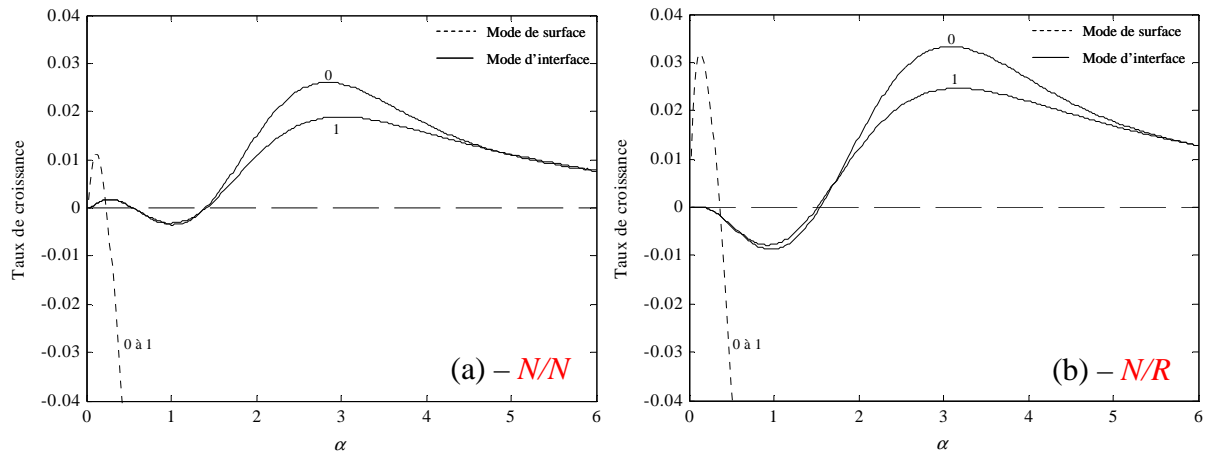 0.04
0.03
0.02
0.01
0
-0.01
-0.02
-0.03
-0.04
Taux de croissance
Mode de surface
Mode d'interface
0
1
0 à 1
(a) – N/N
0 1 2 3 4 5 6
α
0.04
0.03
0.02
0.01
0
-0.01
-0.02
-0.03
-0.04
Taux de croissance
Mode de surface
Mode d'interface
0
1
0 à 1
(b) – N/R
0 1 2 3 4 5 6
α